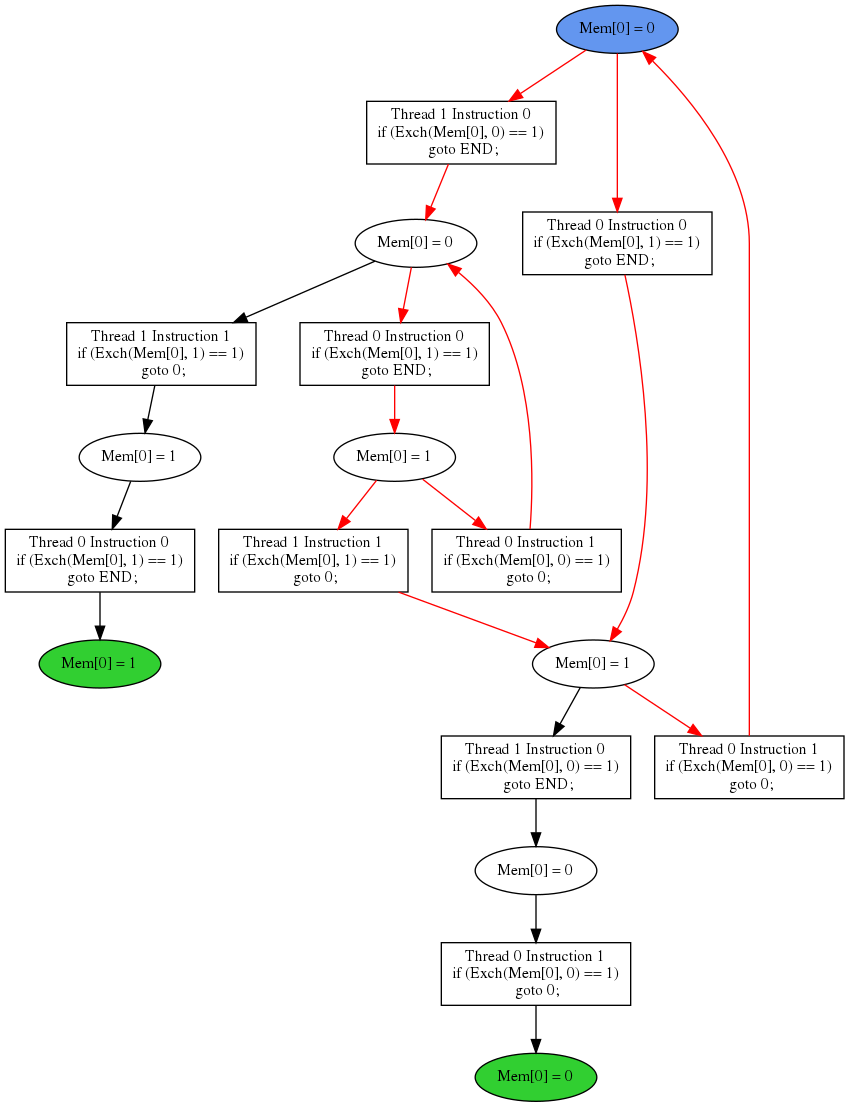 Mem[0] = 0
Thread 1 Instruction 0
if (Exch(Mem[0], 0) == 1)
goto END;
Mem[0] = 0
Thread 0 Instruction 0
if (Exch(Mem[0], 1) == 1)
goto END;
Thread 1 Instruction 1
if (Exch(Mem[0], 1) == 1)
goto 0;
Thread 0 Instruction 0
if (Exch(Mem[0], 1) == 1)
goto END;
Mem[0] = 1
Mem[0] = 1
Thread 0 Instruction 0
if (Exch(Mem[0], 1) == 1)
goto END;
Thread 1 Instruction 1
if (Exch(Mem[0], 1) == 1)
goto 0;
Thread 0 Instruction 1
if (Exch(Mem[0], 0) == 1)
goto 0;
Mem[0] = 1
Mem[0] = 1
Thread 1 Instruction 0
if (Exch(Mem[0], 0) == 1)
goto END;
Thread 0 Instruction 1
if (Exch(Mem[0], 0) == 1)
goto 0;
Mem[0] = 0
Thread 0 Instruction 1
if (Exch(Mem[0], 0) == 1)
goto 0;
Mem[0] = 0